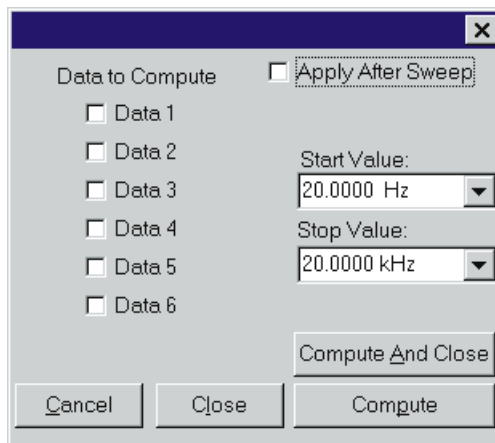 Data to Compute
Apply After Sweep
Data 1
Data 2
Data 3
Data 4
Data 5
Data 6
Start Value:
20.0000 Hz
Stop Value:
20.0000 kHz
Compute And Close
Cancel
Close
Compute